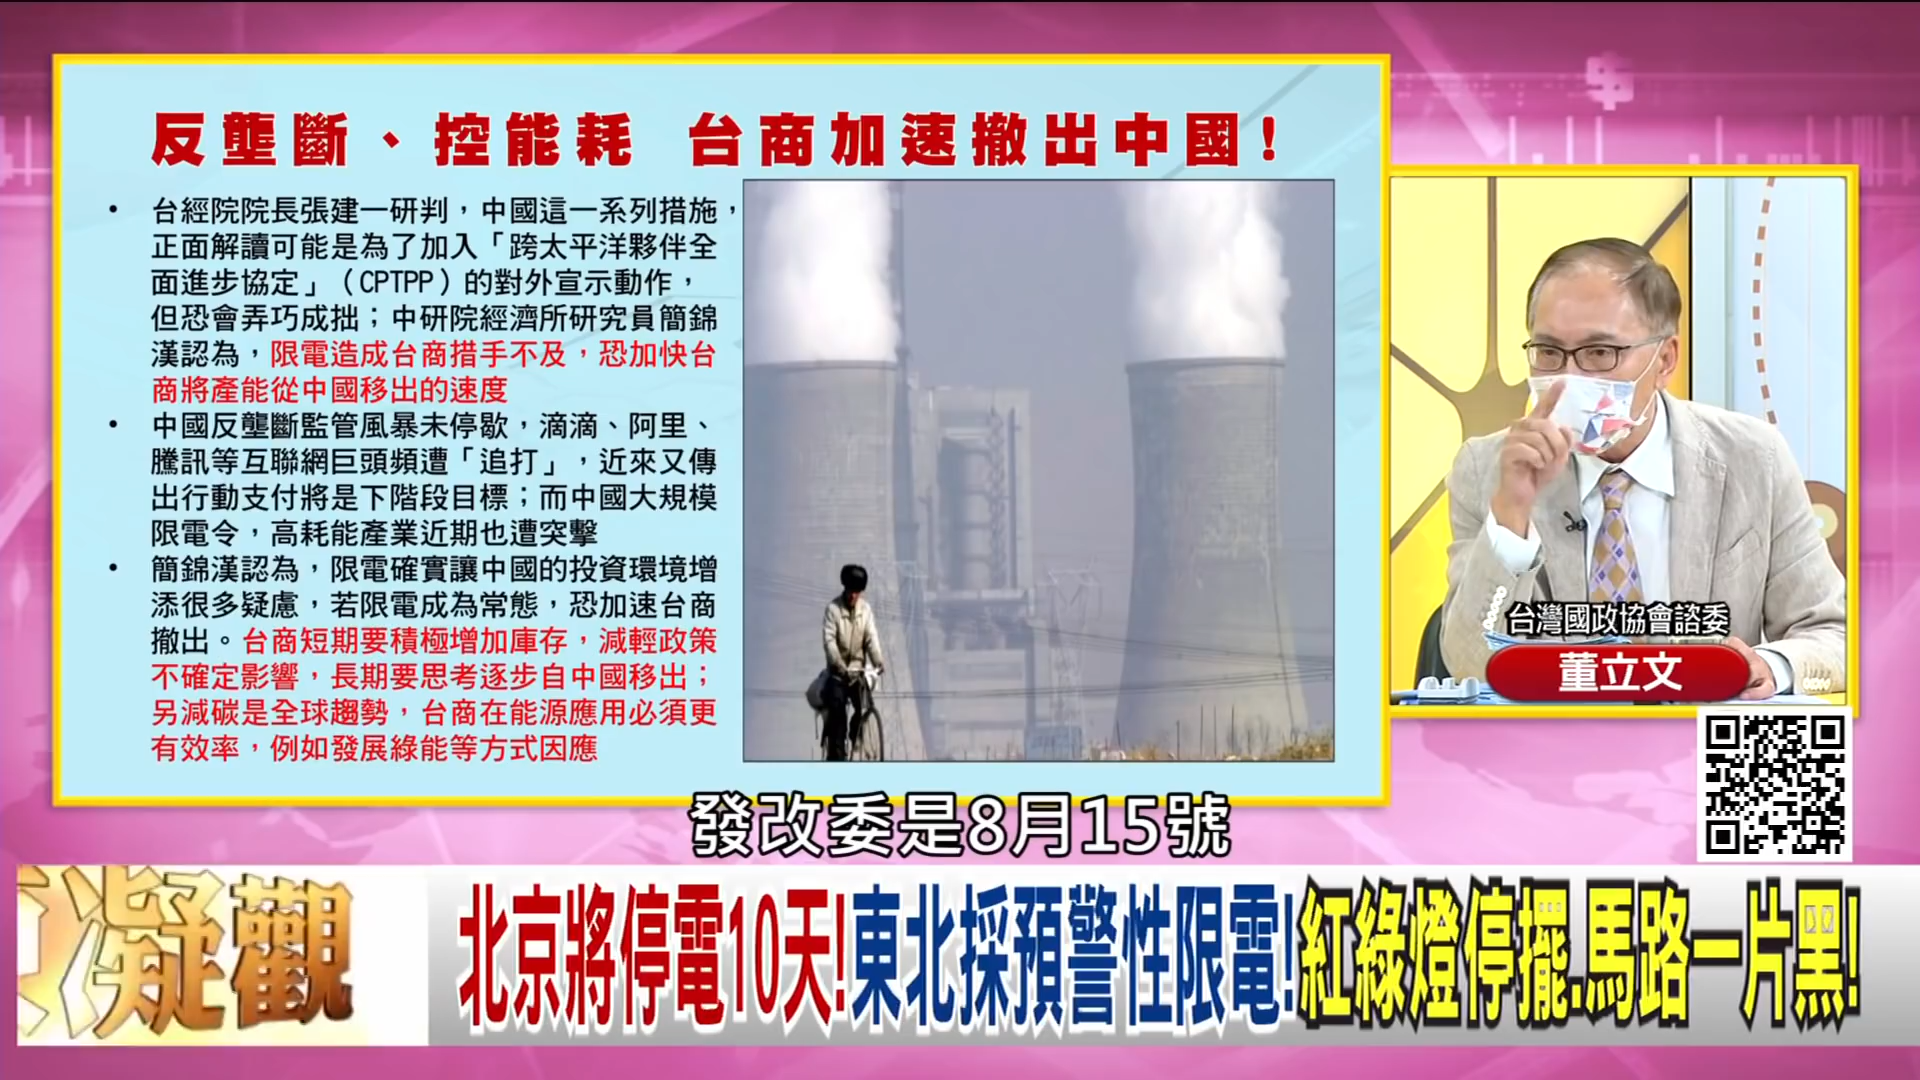 反壟斷、控能耗 台商加速撤出中國！
• 台經院院長張建一研判，中國這一系列措施，
正面解讀可能是為了加入「跨太平洋夥伴全
面進步協定」（CPTPP）的對外宣示動作，
但恐會弄巧成拙；中研院經濟所研究員簡錦
漢認為，限電造成台商措手不及，恐加快台
商將產能從中國移出的速度
• 中國反壟斷監管風暴未停歇，滴滴、阿里、
騰訊等互聯網巨頭頻遭「追打」，近來又傳
出行動支付將是下階段目標；而中國大規模
限電令，高耗能產業近期也遭突擊
• 簡錦漢認為，限電確實讓中國的投資環境增
添很多疑慮，若限電成為常態，恐加速台商
撤出。台商短期要積極增加庫存，減輕政策
不確定影響，長期要思考逐步自中國移出；
另減碳是全球趨勢，台商在能源應用必須更
有效率，例如發展綠能等方式因應
台灣國政協會諮委
董立文
發改委是8月15號
凝觀
北京將停電10天!東北採預警性限電!紅綠燈停擺.馬路一片黑!